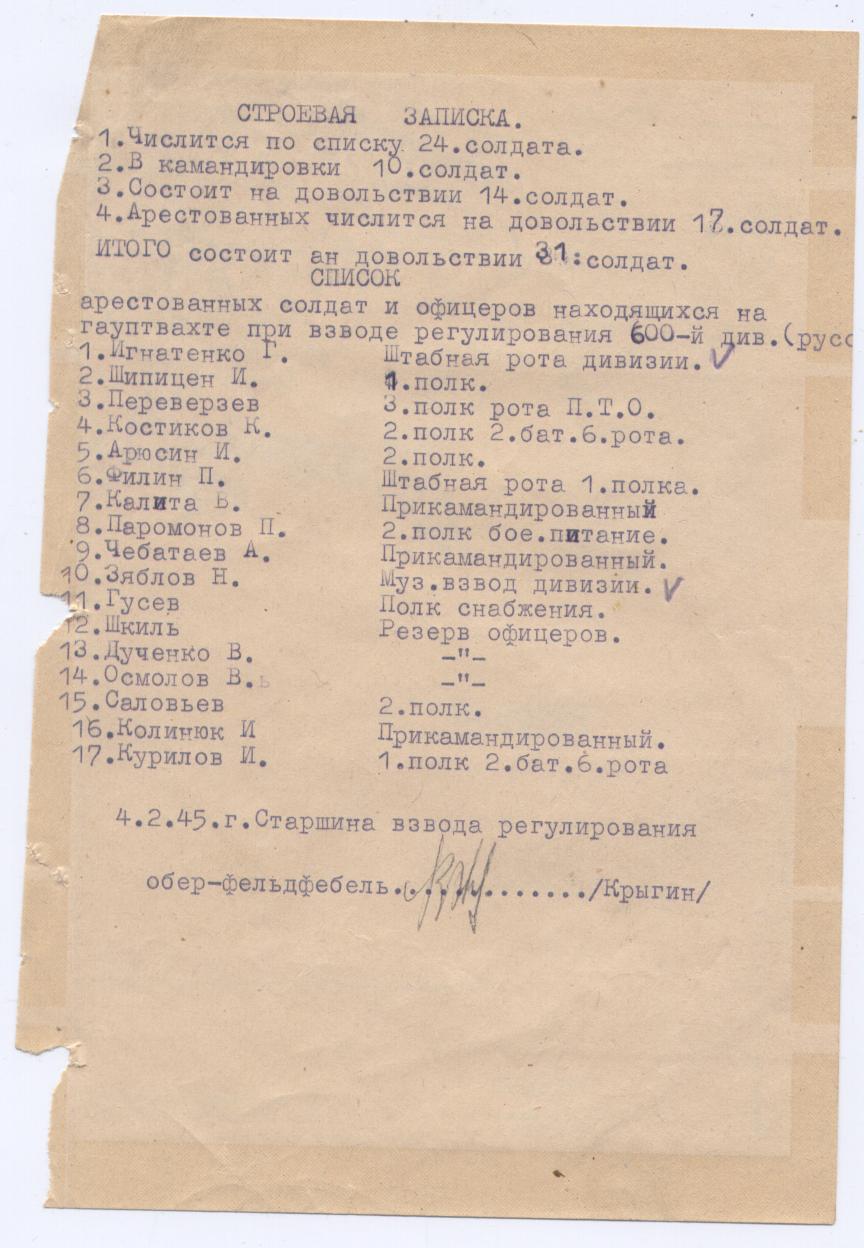 СТРОЕВАЯ ЗАПИСКА.
1.Числится по списку 24.солдата.
2.В камандировки 10.солдат.
3.Состоит на довольствии 14.солдат.
4.Арестованных числится на довольствии 17.солдат.
ИТОГО состоит ан довольствии 31:солдат.
СПИСОК
арестованных солдат и офицеров находящихся на
гауптвахте при взводе регулирования 600-й див.(русс
1.Игнатенко Г. Штабная рота дивизии.
2.Шипицен И. 1.полк.
3.Переверзев 3.полк рота П.Т.О.
4.Костиков К. 2.полк 2.бат.6.рота.
5.Арюсин И. 2.полк.
6.Филин П. Штабная рота 1.полка.
7.Калита В. Прикамандированный
8.Паромонов П. 2.полк бое.питание.
9.Чебатаев А. Прикамандированный.
10.Зяблов Н. Муз.взвод дивизии.
11.Гусев Полк снабжения.
12.Шкиль Резерв офицеров.
13.Дученко В. -"-
14.Осмолов В. -"-
15.Саловьев 2.полк.
16.Колинюк И Прикамандированный.
17.Курилов И. 1.полк 2.бат.6.рота
4.2.45.г.Старшина взвода регулирования
обер-фельдфебель............../Крыгин/